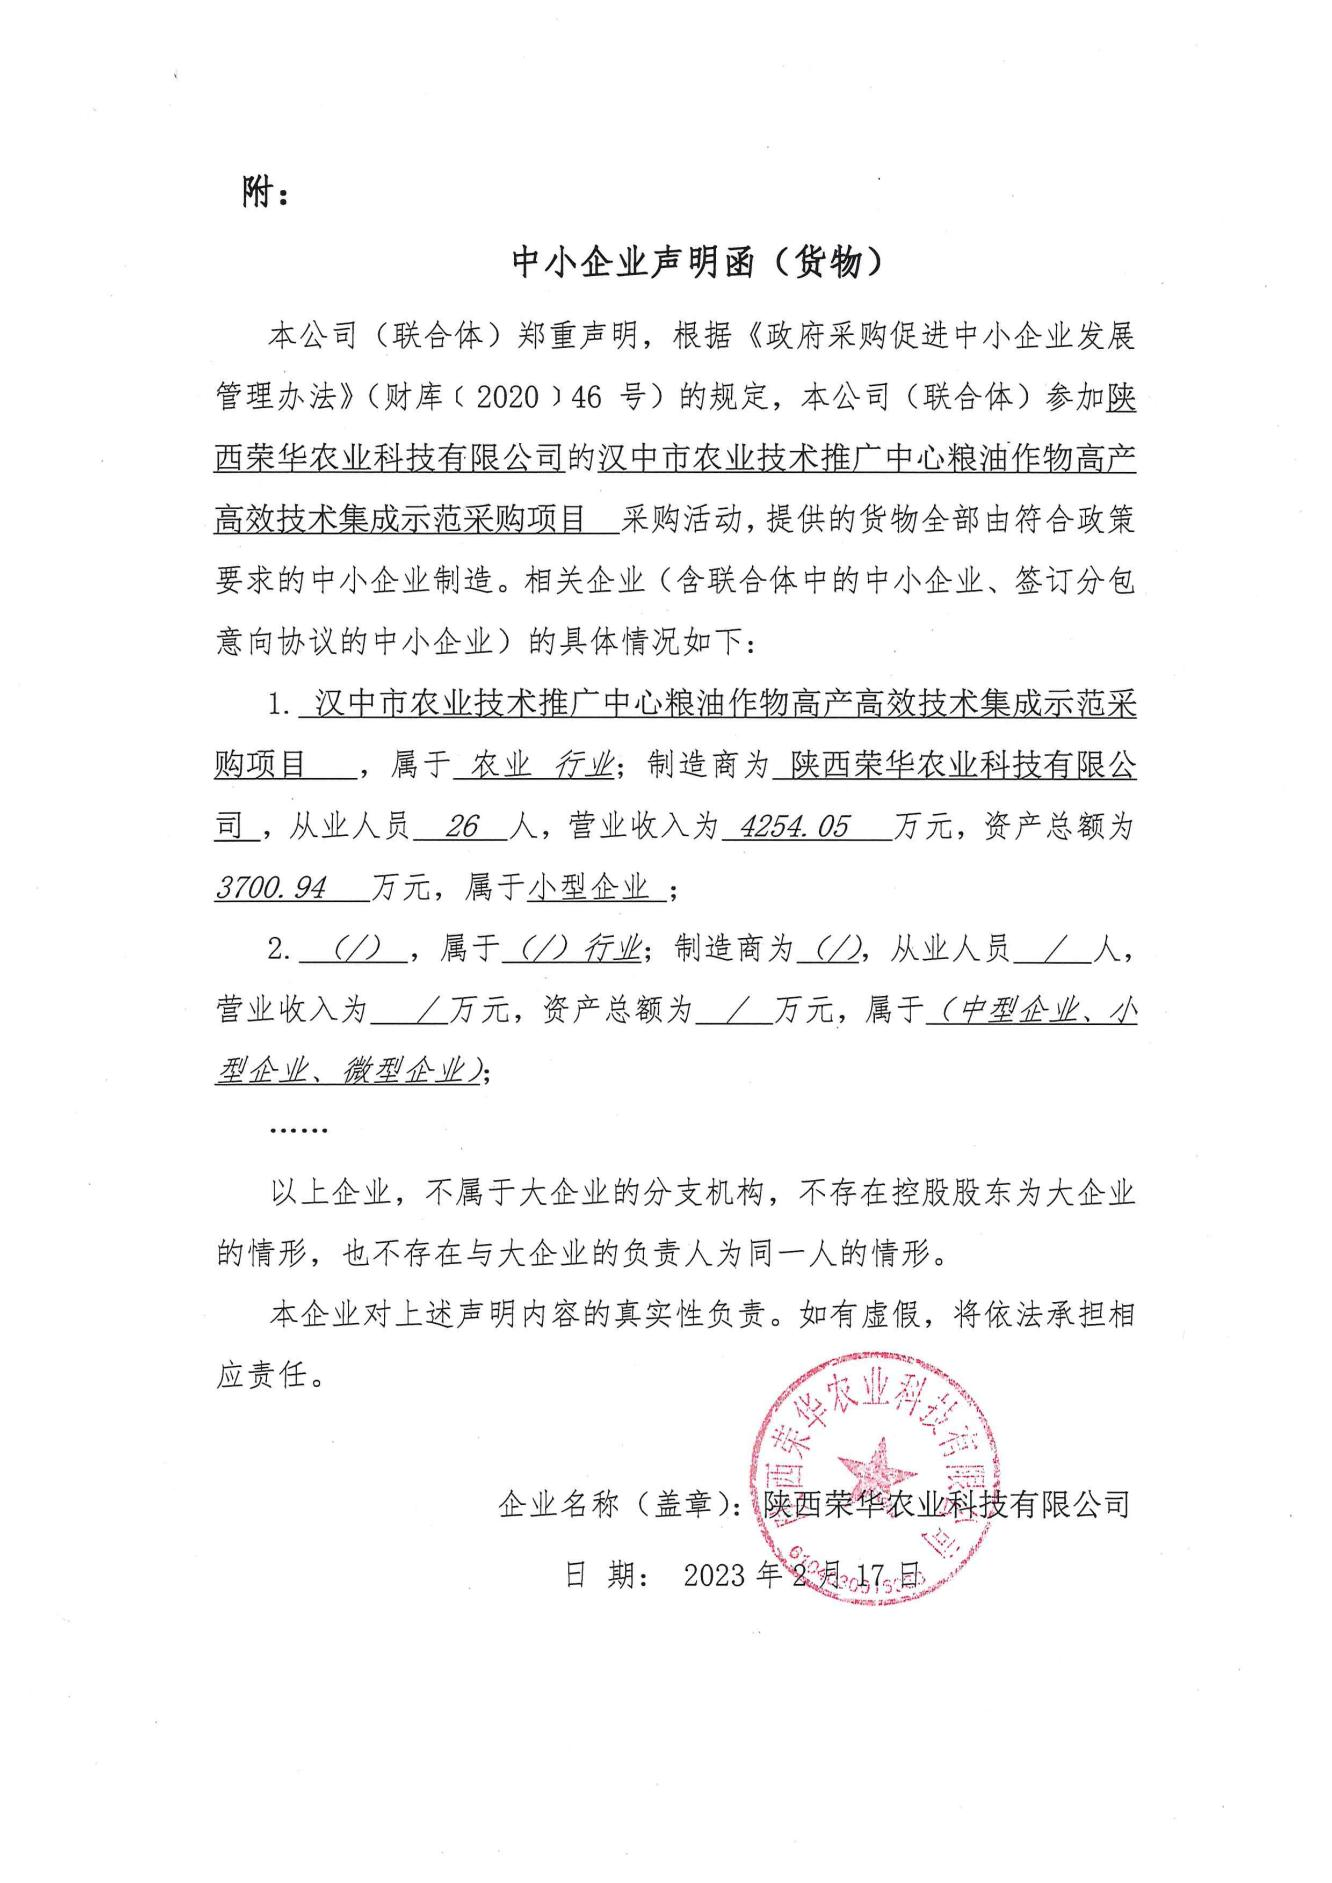 附：
中小企业声明函（货物）
本公司（联合体）郑重声明，根据《政府采购促进中小企业发展
管理办法》（财库﹝2020﹞46 号）的规定，本公司（联合体）参加陕
西荣华农业科技有限公司的汉中市农业技术推广中心粮油作物高产
高效技术集成示范采购项目 采购活动，提供的货物全部由符合政策
要求的中小企业制造。相关企业（含联合体中的中小企业、签订分包
意向协议的中小企业）的具体情况如下：
1. 汉中市农业技术推广中心粮油作物高产高效技术集成示范采
购项目 ，属于 农业 行业；制造商为 陕西荣华农业科技有限公
司 ，从业人员 26 人，营业收入为 4254.05 万元，资产总额为
3700.94 万元，属于小型企业 ；
2. （/） ，属于（/）行业；制造商为（/），从业人员 / 人，
营业收入为 / 万元，资产总额为 / 万元，属于（中型企业、小
型企业、微型企业）；
……
以上企业，不属于大企业的分支机构，不存在控股股东为大企业
的情形，也不存在与大企业的负责人为同一人的情形。
本企业对上述声明内容的真实性负责。如有虚假，将依法承担相
应责任。
陕西荣华农业科技有限公司
企业名称（盖章）：陕西荣华农业科技有限公司
日 期： 2023 年 2 月 17 日